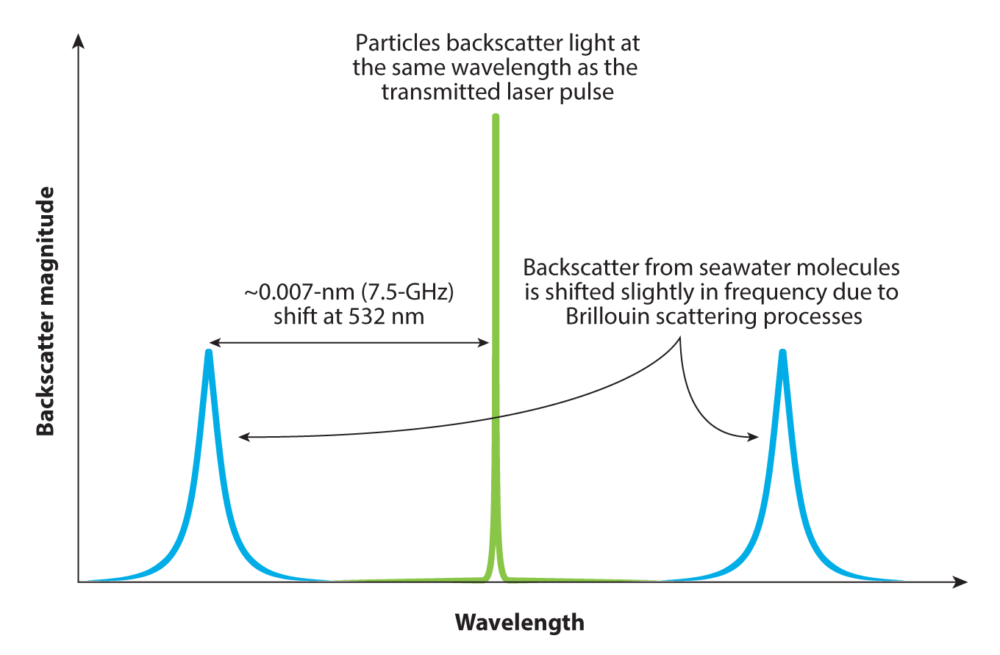 Particles backscatter light at
the same wavelength as the
transmitted laser pulse
Backscatter magnitude
~0.007-nm (7.5-GHz)
shift at 532 nm
Backscatter from seawater molecules
is shifted slightly in frequency due to
Brillouin scattering processes
Wavelength